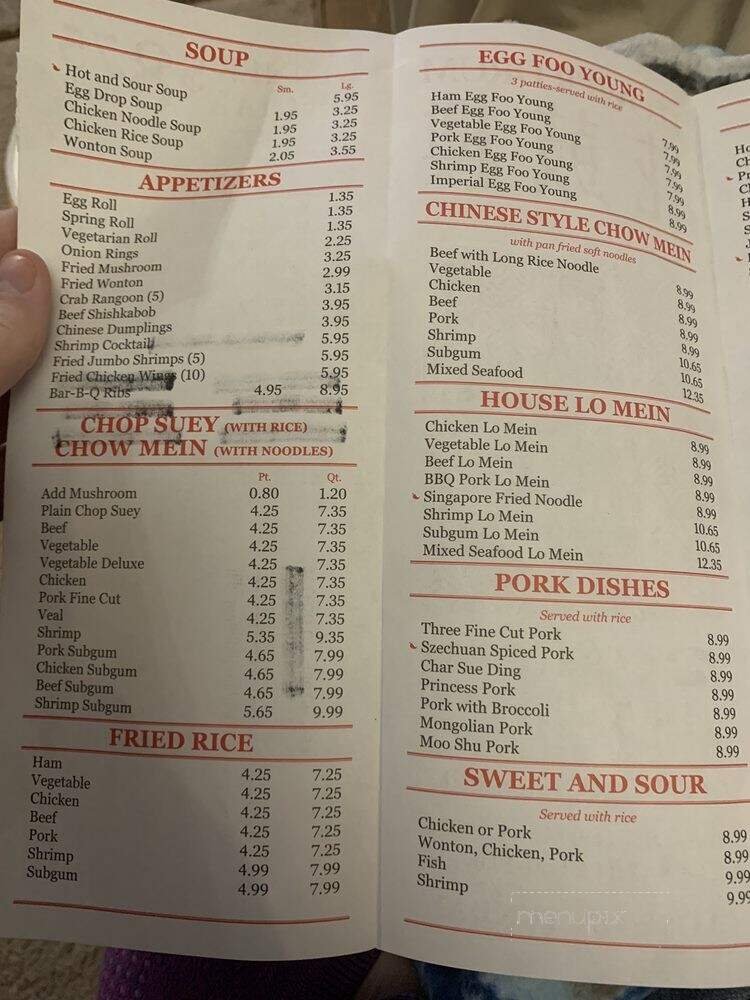 SOUP
Sm. Lg.
Hot and Sour Soup 5.95
Egg Drop Soup 1.95 3.25
Chicken Noodle Soup 1.95 3.25
Chicken Rice Soup 1.95 3.25
Wonton Soup 2.05 3.55
APPETIZERS
Egg Roll 1.35
Spring Roll 1.35
Vegetarian Roll 1.35
Onion Rings 2.25
Fried Mushroom 3.25
Fried Wonton 2.99
Crab Rangoon (5) 3.15
Beef Shishkabob 3.95
Chinese Dumplings 3.95
Shrimp Cocktail 5.95
Fried Jumbo Shrimps (5) 5.95
Fried Chicken Wings (10) 5.95
Bar-B-Q Ribs 4.95 8.95
CHOP SUEY (WITH RICE)
CHOW MEIN (WITH NOODLES)
Pt. Qt.
Add Mushroom 0.80 1.20
Plain Chop Suey 4.25 7.35
Beef 4.25 7.35
Vegetable 4.25 7.35
Vegetable Deluxe 4.25 7.35
Chicken 4.25 7.35
Pork Fine Cut 4.25 7.35
Veal 4.25 7.35
Shrimp 5.35 9.35
Pork Subgum 4.65 7.99
Chicken Subgum 4.65 7.99
Beef Subgum 4.65 7.99
Shrimp Subgum 5.65 9.99
FRIED RICE
Ham 4.25 7.25
Vegetable 4.25 7.25
Chicken 4.25 7.25
Beef 4.25 7.25
Pork 4.25 7.25
Shrimp 4.99 7.99
Subgum 4.99 7.99
EGG FOO YOUNG
3 patties-served with rice
Ham Egg Foo Young 7.99
Beef Egg Foo Young 7.99
Vegetable Egg Foo Young 7.99
Pork Egg Foo Young 7.99
Chicken Egg Foo Young 7.99
Shrimp Egg Foo Young 8.99
Imperial Egg Foo Young 8.99
CHINESE STYLE CHOW MEIN
with pan fried soft noodles
Beef with Long Rice Noodle 8.99
Vegetable 8.99
Chicken 8.99
Beef 8.99
Pork 8.99
Shrimp 10.65
Subgum 10.65
Mixed Seafood 12.35
HOUSE LO MEIN
Chicken Lo Mein 8.99
Vegetable Lo Mein 8.99
Beef Lo Mein 8.99
BBQ Pork Lo Mein 8.99
Singapore Fried Noodle 8.99
Shrimp Lo Mein 10.65
Subgum Lo Mein 10.65
Mixed Seafood Lo Mein 12.35
PORK DISHES
Served with rice
Three Fine Cut Pork 8.99
Szechuan Spiced Pork 8.99
Char Sue Ding 8.99
Princess Pork 8.99
Pork with Broccoli 8.99
Mongolian Pork 8.99
Moo Shu Pork 8.99
SWEET AND SOUR
Served with rice
Chicken or Pork 8.99
Wonton, Chicken, Pork 8.99
Fish 9.99
Shrimp 9.99
menupix